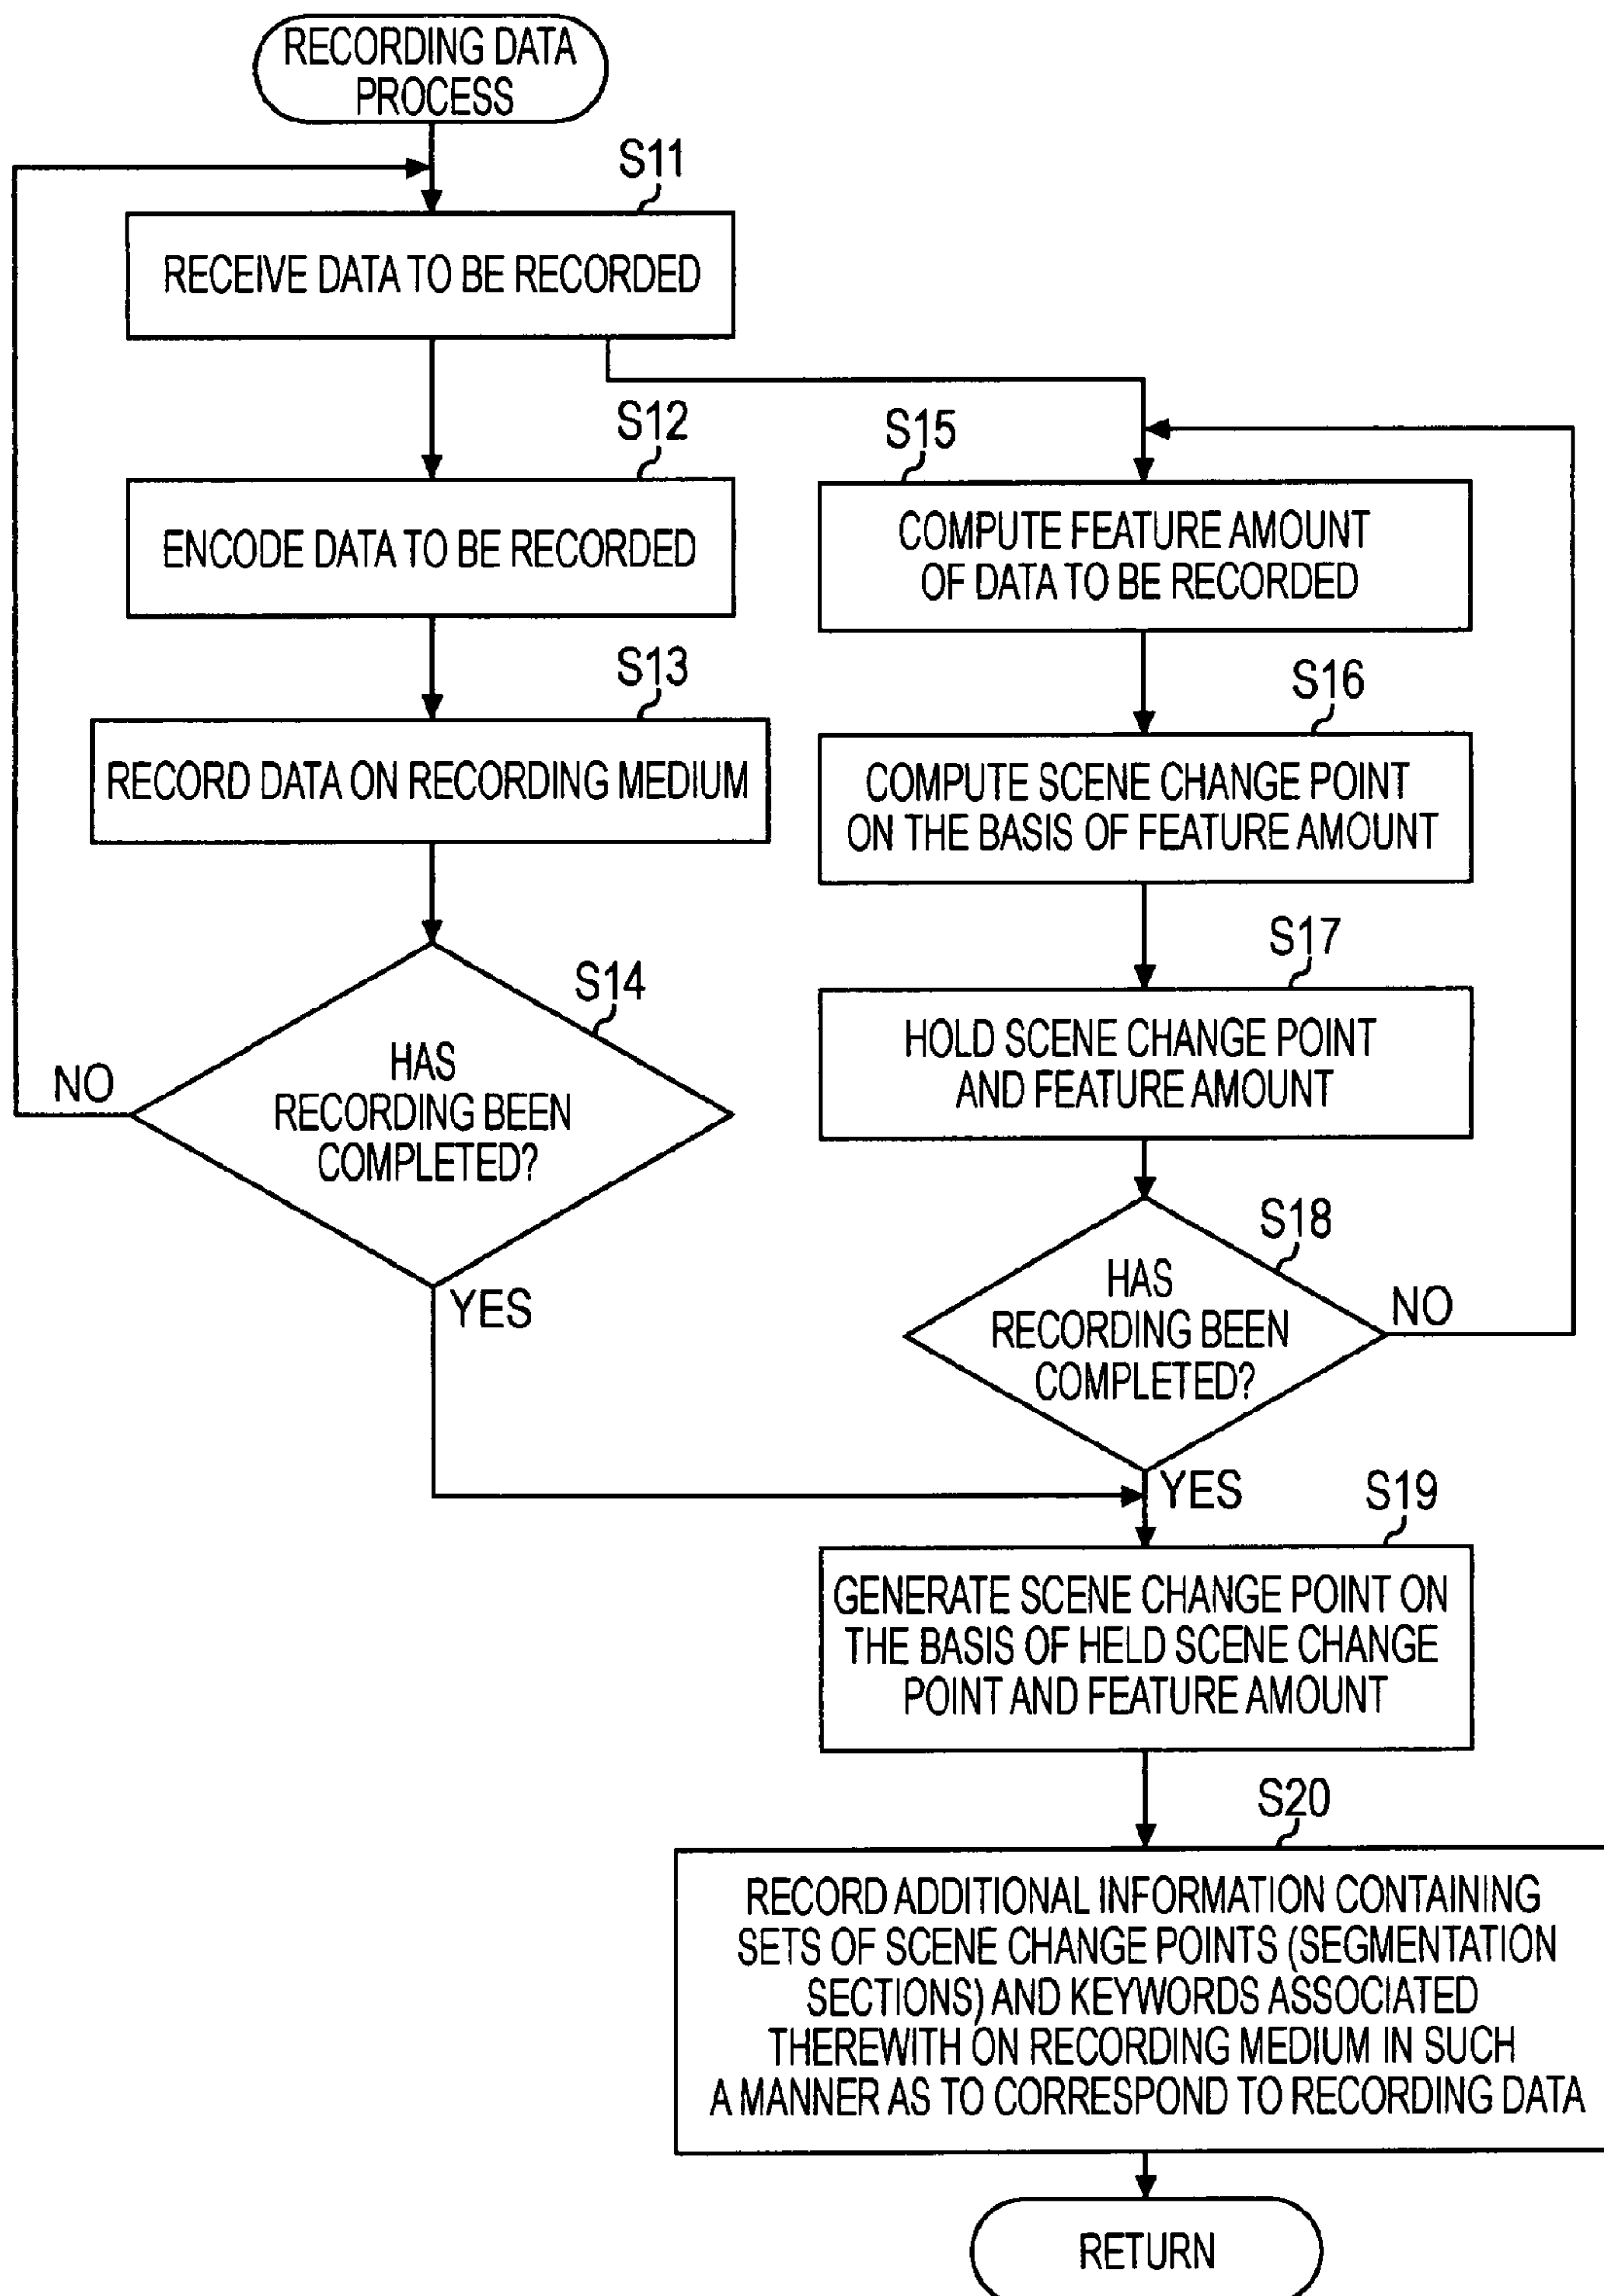 RECORDING DATA
PROCESS
S11
RECEIVE DATA TO BE RECORDED
S12
ENCODE DATA TO BE RECORDED
S13
RECORD DATA ON RECORDING MEDIUM
S14
HAS
RECORDING BEEN
COMPLETED?
NO
YES
S15
COMPUTE FEATURE AMOUNT
OF DATA TO BE RECORDED
S16
COMPUTE SCENE CHANGE POINT
ON THE BASIS OF FEATURE AMOUNT
S17
HOLD SCENE CHANGE POINT
AND FEATURE AMOUNT
S18
HAS
RECORDING BEEN
COMPLETED?
NO
YES
S19
GENERATE SCENE CHANGE POINT ON
THE BASIS OF HELD SCENE CHANGE
POINT AND FEATURE AMOUNT
S20
RECORD ADDITIONAL INFORMATION CONTAINING
SETS OF SCENE CHANGE POINTS (SEGMENTATION
SECTIONS) AND KEYWORDS ASSOCIATED
THEREWITH ON RECORDING MEDIUM IN SUCH
A MANNER AS TO CORRESPOND TO RECORDING DATA
RETURN